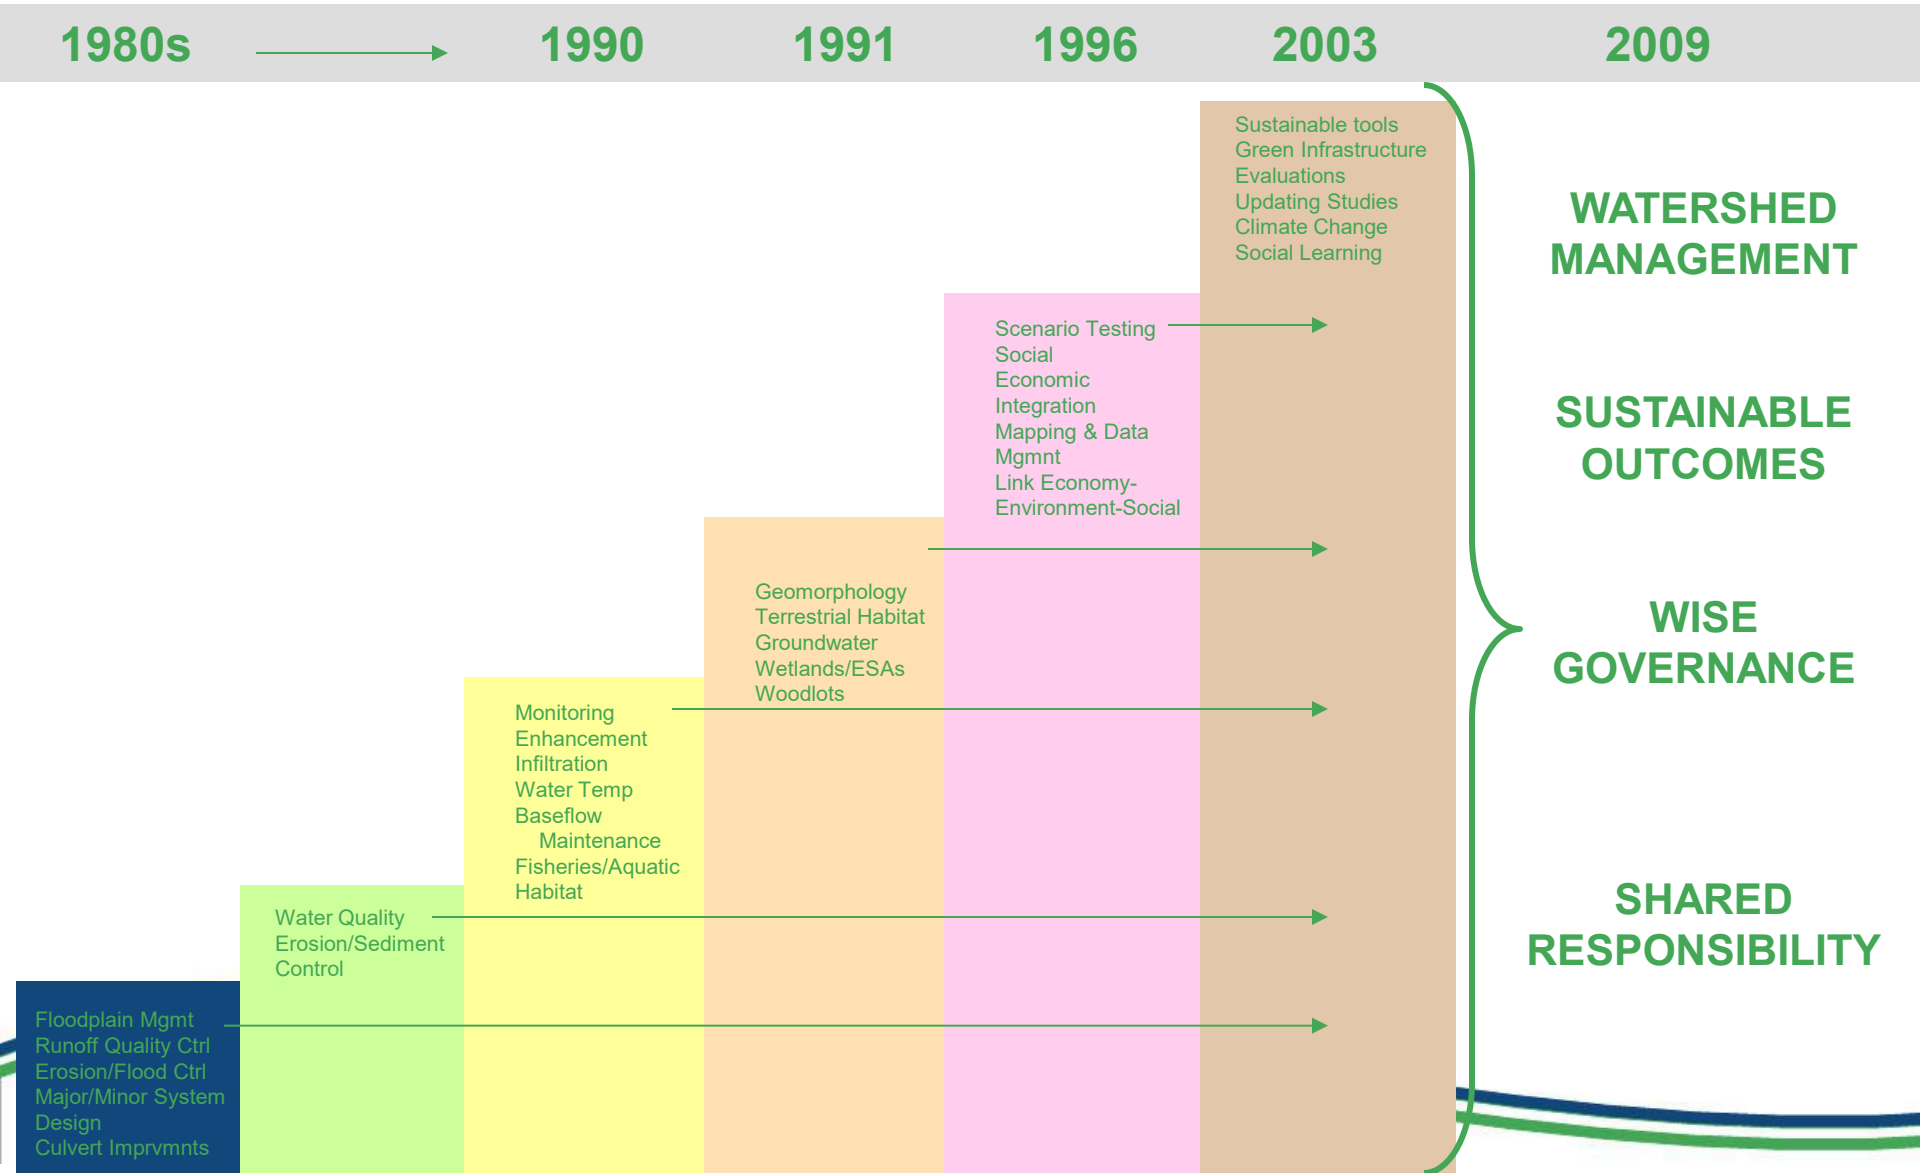 1980s
1990
1991
1996
2003
2009
Sustainable tools
Green Infrastructure
Evaluations
Updating Studies
Climate Change
Social Learning
Scenario Testing
Social
Economic
Integration
Mapping & Data
Mgmnt
Link Economy-
Environment-Social
Geomorphology
Terrestrial Habitat
Groundwater
Wetlands/ESAs
Woodlots
Monitoring
Enhancement
Infiltration
Water Temp
Baseflow
Maintenance
Fisheries/Aquatic
Habitat
Water Quality
Erosion/Sediment
Control
Floodplain Mgmt
Runoff Quality Ctrl
Erosion/Flood Ctrl
Major/Minor System
Design
Culvert Imprvmnts
WATERSHED
MANAGEMENT
SUSTAINABLE
OUTCOMES
WISE
GOVERNANCE
SHARED
RESPONSIBILITY